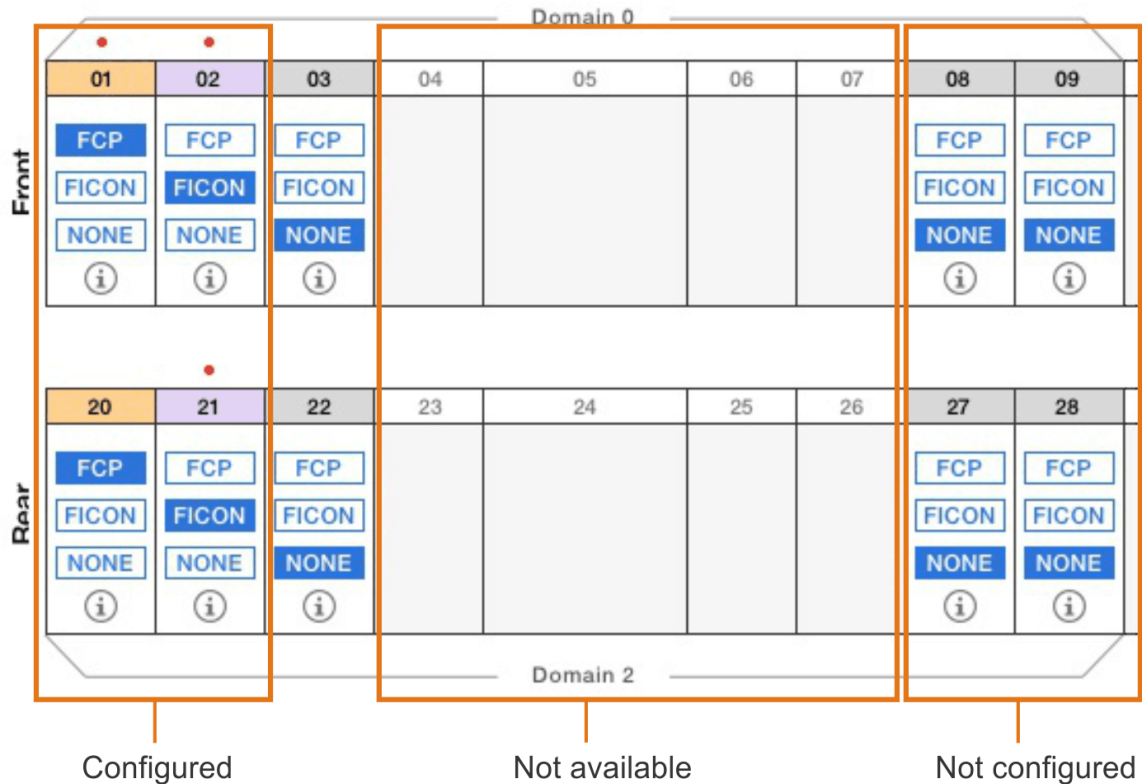 Domain 0
01 02 03 04 05 06 07 08 09
Front
FCP FCP FCP FCP FCP
FICON FICON FICON FICON FICON
NONE NONE NONE NONE NONE
i i i i i
20 21 22 23 24 25 26 27 28
Rear
FCP FCP FCP FCP FCP
FICON FICON FICON FICON FICON
NONE NONE NONE NONE NONE
i i i i i
Domain 2
Configured Not available Not configured